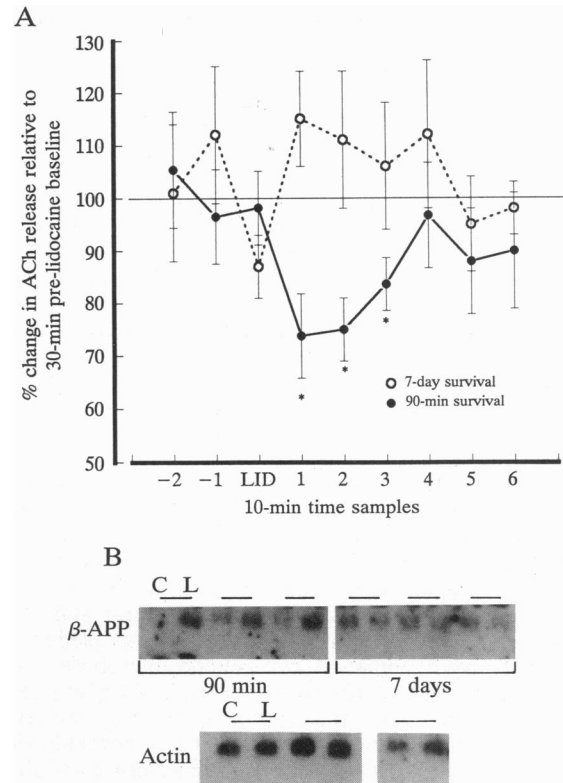 A
% change in ACh release relative to
30-min pre-lidocaine baseline
130
120
110
100
90
80
70
60
50
*
*
*
7-day survival
90-min survival
−2 −1 LID 1 2 3 4 5 6
10-min time samples
B
C L
β-APP
90 min 7 days
C L
Actin